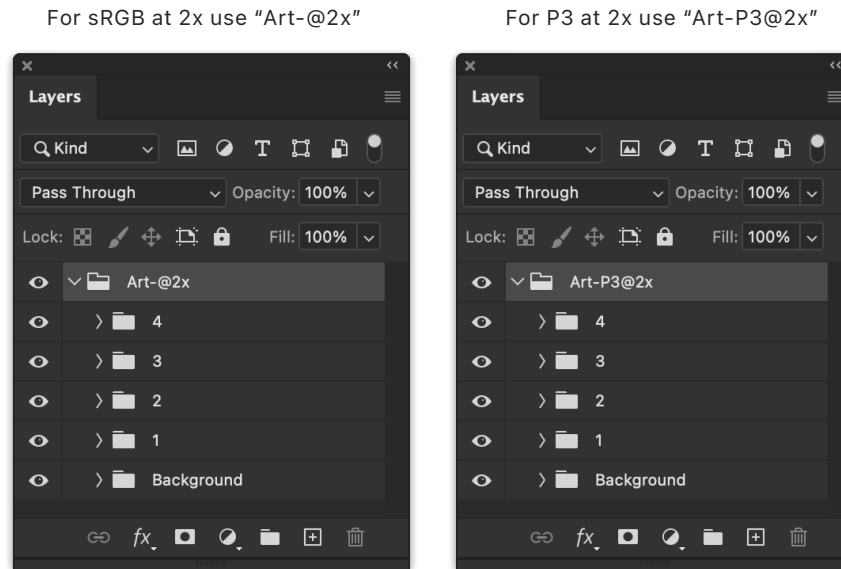 For sRGB at 2x use “Art-@2x”
Layers
Kind
Pass Through Opacity: 100%
Lock: Fill: 100%
Art-@2x
4
3
2
1
Background
fx
For P3 at 2x use “Art-P3@2x”
Layers
Kind
Pass Through Opacity: 100%
Lock: Fill: 100%
Art-P3@2x
4
3
2
1
Background
fx